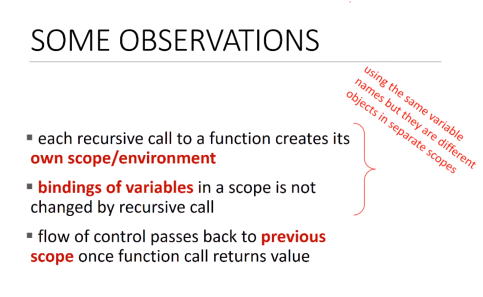 SOME OBSERVATIONS
using the same variable
names but they are different
objects in separate scopes
▪ each recursive call to a function creates its
own scope/environment
▪ bindings of variables in a scope is not
changed by recursive call
▪ flow of control passes back to previous
scope once function call returns value